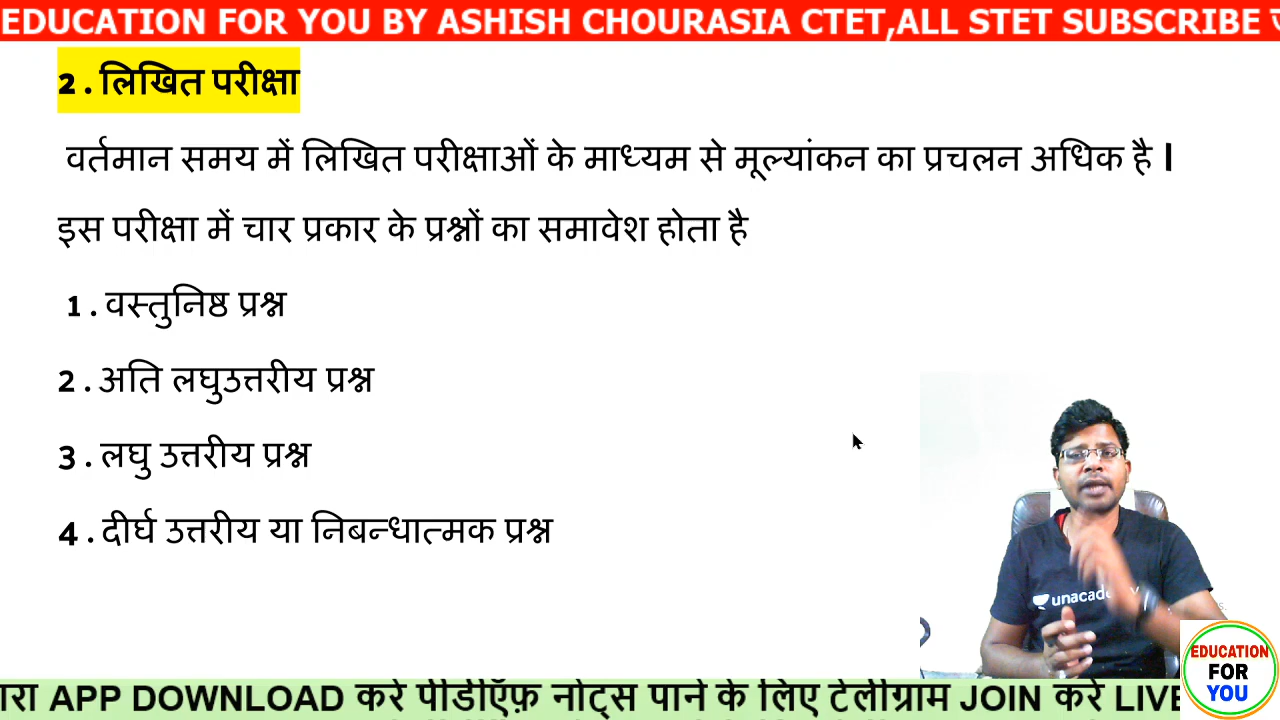 EDUCATION FOR YOU BY ASHISH CHOURASIA CTET,ALL STET SUBSCRIBE
2 . लिखित परीक्षा
वर्तमान समय में लिखित परीक्षाओं के माध्यम से मूल्यांकन का प्रचलन अधिक है l
इस परीक्षा में चार प्रकार के प्रश्नों का समावेश होता है
1 . वस्तुनिष्ठ प्रश्न
2 . अति लघुउत्तरीय प्रश्न
3 . लघु उत्तरीय प्रश्न
4 . दीर्घ उत्तरीय या निबन्धात्मक प्रश्न
unacademy
EDUCATION
FOR
YOU
ारा APP DOWNLOAD करे पीडीऍफ़ नोट्स पाने के लिए टेलीग्राम JOIN करें LIVE